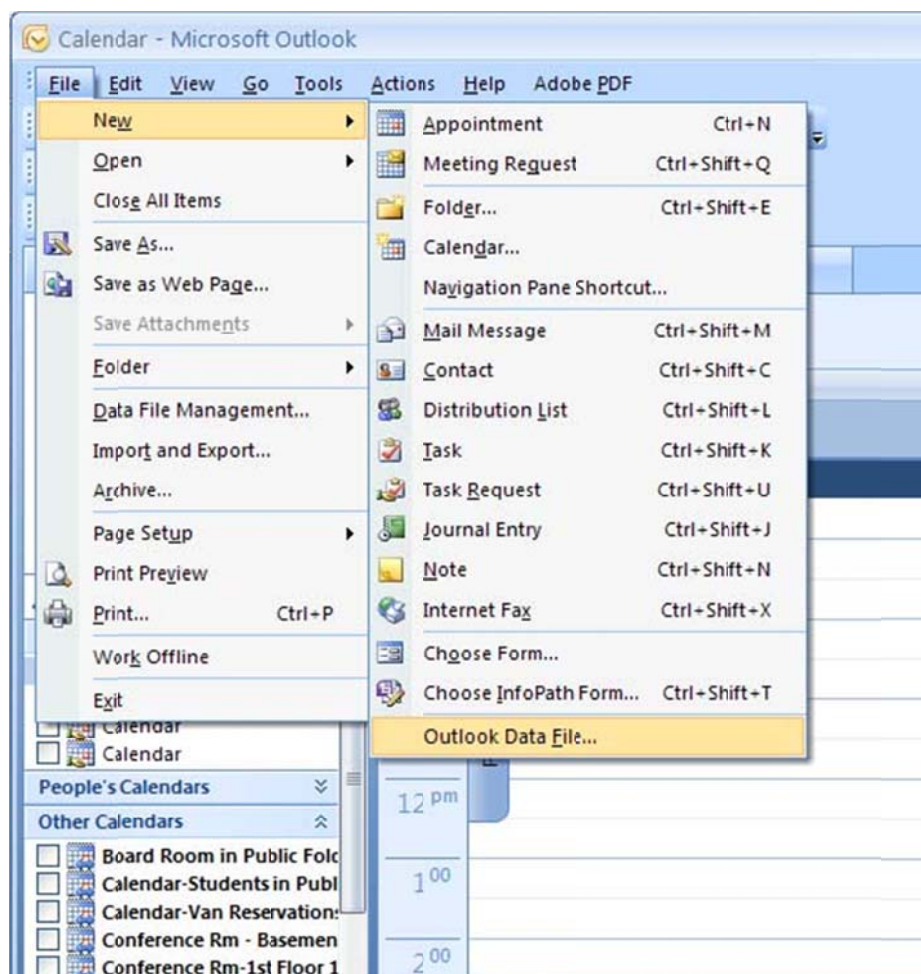 Calendar - Microsoft Outlook
File Edit View Go Tools Actions Help Adobe PDF
New
Open
Close All Items
Save As...
Save as Web Page...
Save Attachments
Folder
Data File Management...
Import and Export...
Archive...
Page Setup
Print Preview
Print... Ctrl+P
Work Offline
Exit
Appointment Ctrl+N
Meeting Request Ctrl+Shift+Q
Folder... Ctrl+Shift+E
Calendar...
Navigation Pane Shortcut...
Mail Message Ctrl+Shift+M
Contact Ctrl+Shift+C
Distribution List Ctrl+Shift+L
Task Ctrl+Shift+K
Task Request Ctrl+Shift+U
Journal Entry Ctrl+Shift+J
Note Ctrl+Shift+N
Internet Fax Ctrl+Shift+X
Choose Form...
Choose InfoPath Form... Ctrl+Shift+T
Outlook Data File...
Calendar
Calendar
People's Calendars
Other Calendars
Board Room in Public Folc
Calendar-Students in Publ
Calendar-Van Reservation:
Conference Rm - Basemen
Conference Rm-1st Floor 1
12 pm
1 00
2 00